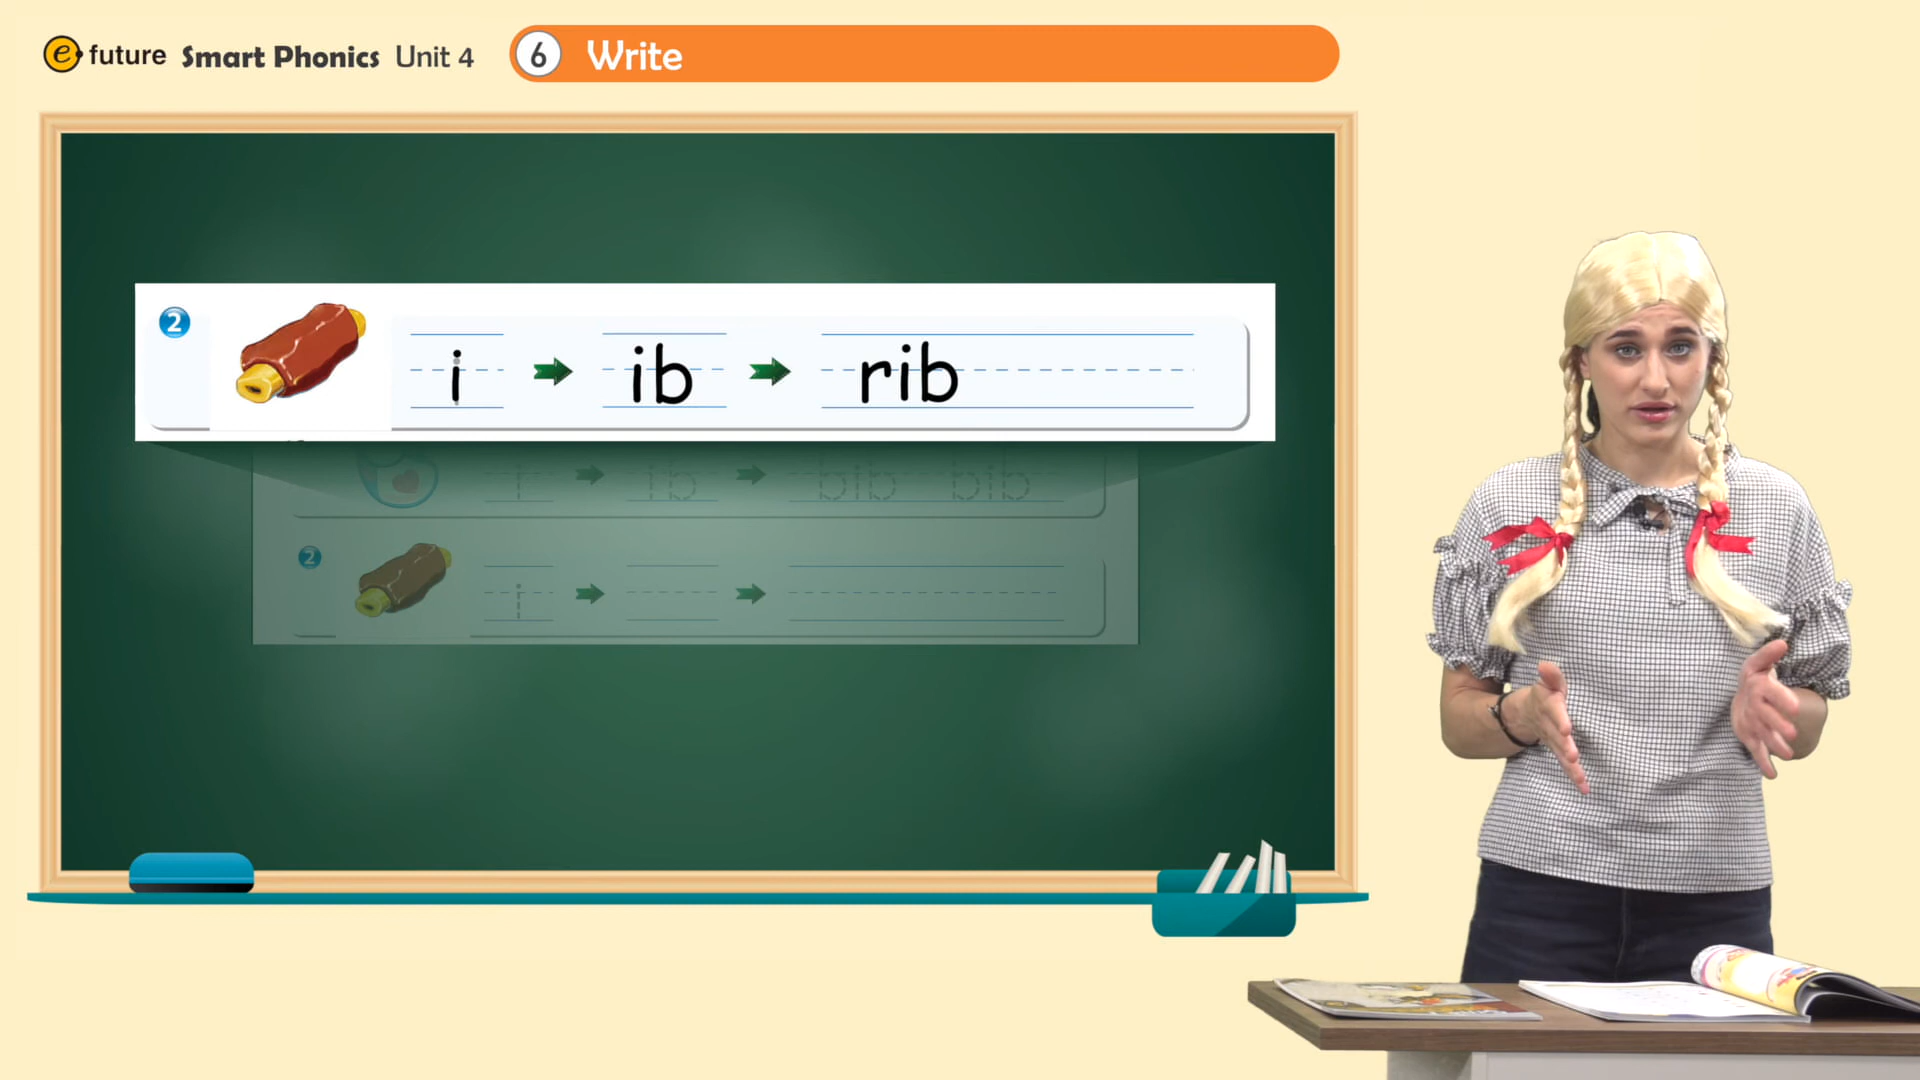 e future Smart Phonics Unit 4
6 Write
2 i ib rib
i ib bib bib
2 i